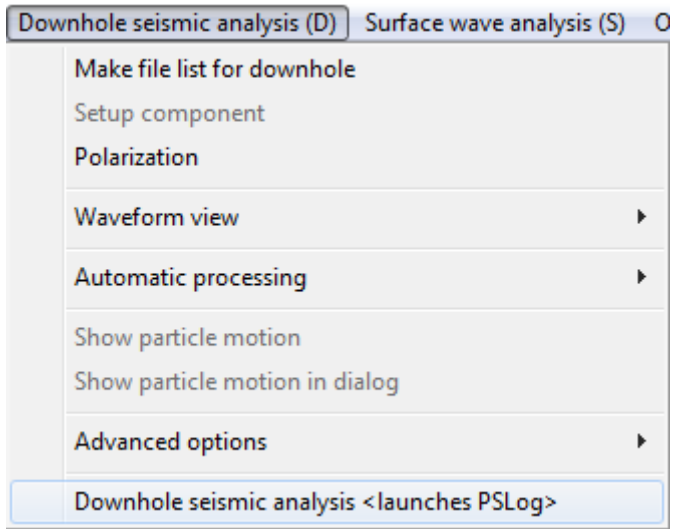 Downhole seismic analysis (D) Surface wave analysis (S) O
Make file list for downhole
Setup component
Polarization
Waveform view
Automatic processing
Show particle motion
Show particle motion in dialog
Advanced options
Downhole seismic analysis <launches PSLog>